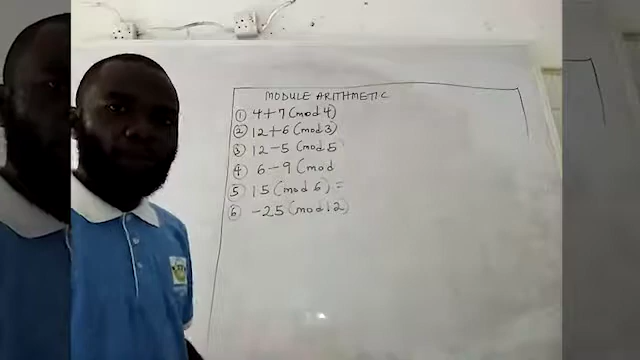 MODULE ARITHMETIC
① 4+7 (mod 4)
② 12+6 (mod 3)
③ 12-5 (mod 5
④ 6-9 (mod
⑤ 15 (mod 6) =
⑥ -25 (mod 12)